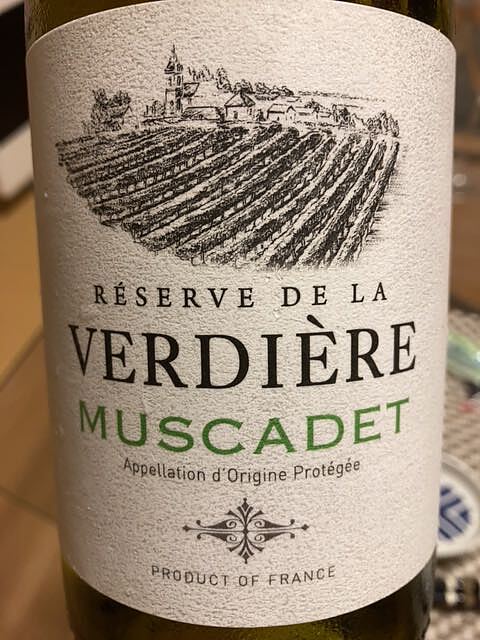 RÉSERVE DE LA
VERDIÈRE
MUSCADET
Appellation d'Origine Protégée
PRODUCT OF FRANCE